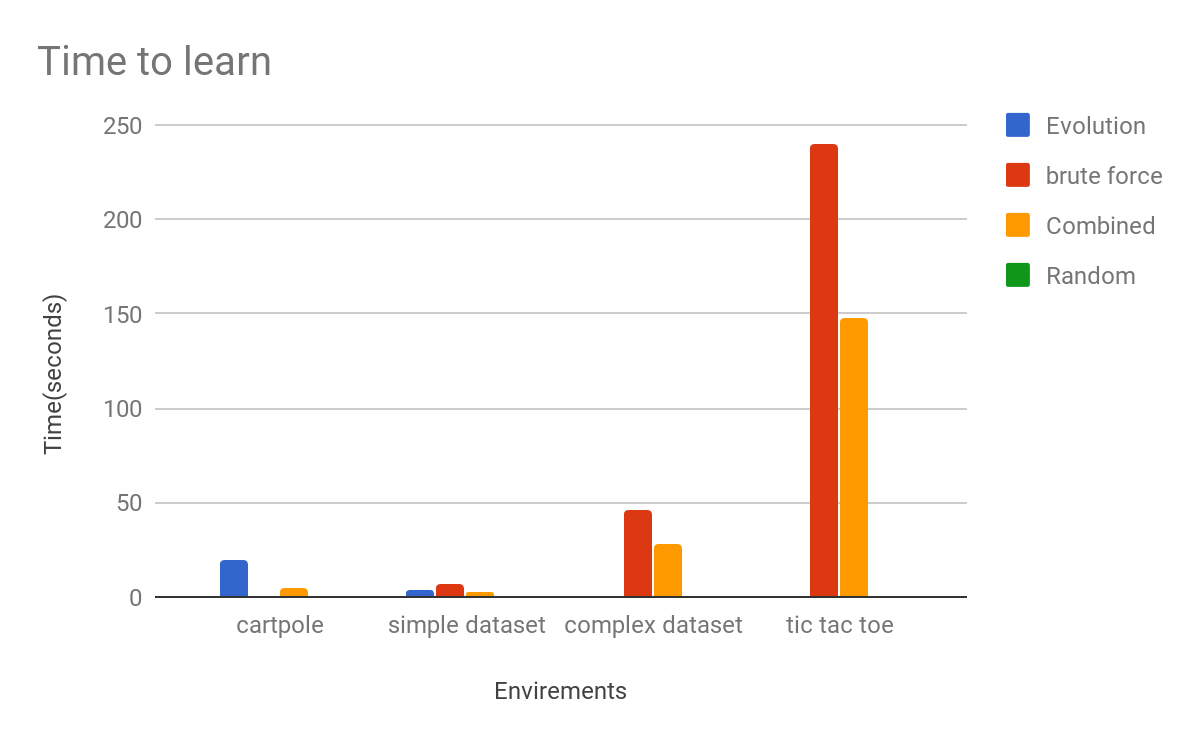 Time to learn
250
200
150
100
50
0
Time(seconds)
cartpole
simple dataset
complex dataset
tic tac toe
Envirements
Evolution
brute force
Combined
Random